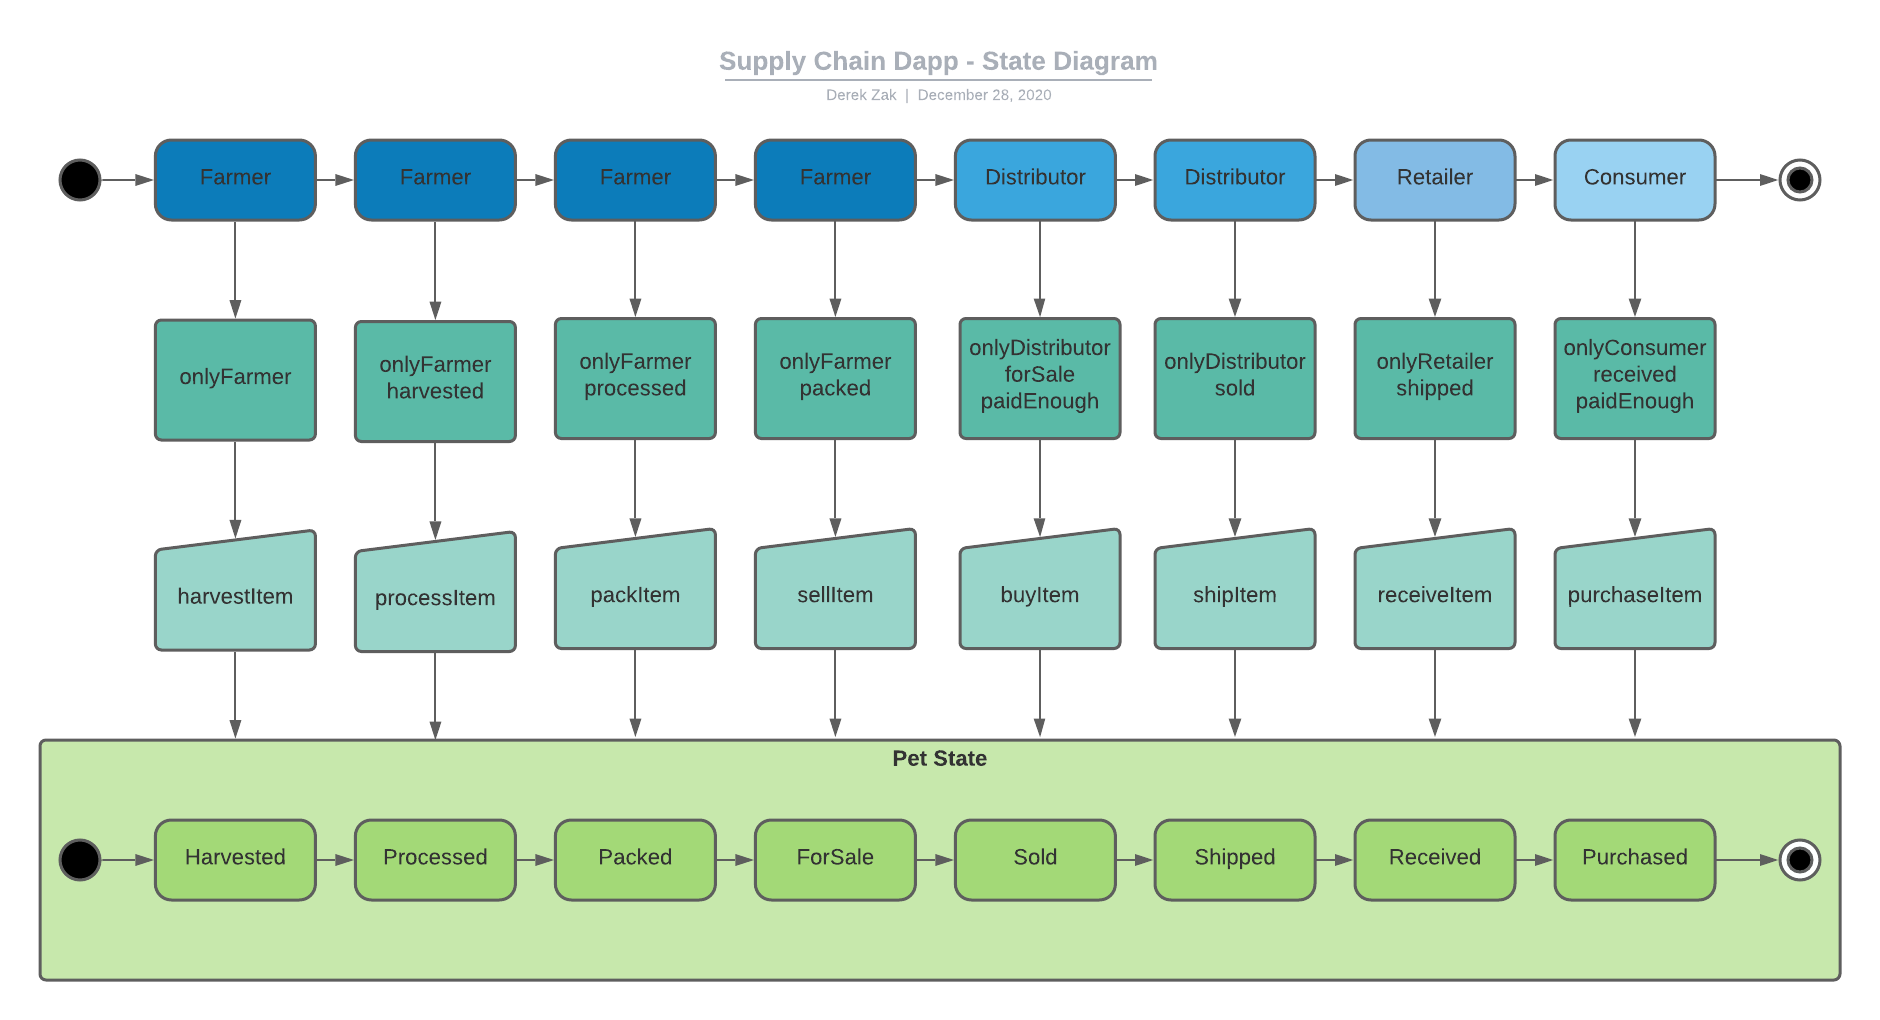 Supply Chain Dapp - State Diagram
Derek Zak | December 28, 2020
Farmer
Farmer
Farmer
Farmer
Distributor
Distributor
Retailer
Consumer
onlyFarmer
onlyFarmer
harvested
onlyFarmer
processed
onlyFarmer
packed
onlyDistributor
forSale
paidEnough
onlyDistributor
sold
onlyRetailer
shipped
onlyConsumer
received
paidEnough
harvestItem
processItem
packItem
sellItem
buyItem
shipItem
receiveItem
purchaseItem
Pet State
Harvested
Processed
Packed
ForSale
Sold
Shipped
Received
Purchased